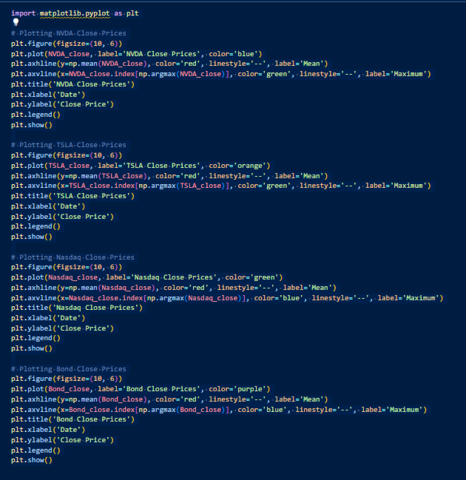 import matplotlib.pyplot as plt
# Plotting NVDA Close Prices
plt.figure(figsize=(10, 6))
plt.plot(NVDA_close, label='NVDA Close Prices', color='blue')
plt.axhline(y=np.mean(NVDA_close), color='red', linestyle='--', label='Mean')
plt.axvline(x=NVDA_close.index[np.argmax(NVDA_close)], color='green', linestyle='--', label='Maximum')
plt.title('NVDA Close Prices')
plt.xlabel('Date')
plt.ylabel('Close Price')
plt.legend()
plt.show()
# Plotting TSLA Close Prices
plt.figure(figsize=(10, 6))
plt.plot(TSLA_close, label='TSLA Close Prices', color='orange')
plt.axhline(y=np.mean(TSLA_close), color='red', linestyle='--', label='Mean')
plt.axvline(x=TSLA_close.index[np.argmax(TSLA_close)], color='green', linestyle='--', label='Maximum')
plt.title('TSLA Close Prices')
plt.xlabel('Date')
plt.ylabel('Close Price')
plt.legend()
plt.show()
# Plotting Nasdaq Close Prices
plt.figure(figsize=(10, 6))
plt.plot(Nasdaq_close, label='Nasdaq Close Prices', color='green')
plt.axhline(y=np.mean(Nasdaq_close), color='red', linestyle='--', label='Mean')
plt.axvline(x=Nasdaq_close.index[np.argmax(Nasdaq_close)], color='blue', linestyle='--', label='Maximum')
plt.title('Nasdaq Close Prices')
plt.xlabel('Date')
plt.ylabel('Close Price')
plt.legend()
plt.show()
# Plotting Bond Close Prices
plt.figure(figsize=(10, 6))
plt.plot(Bond_close, label='Bond Close Prices', color='purple')
plt.axhline(y=np.mean(Bond_close), color='red', linestyle='--', label='Mean')
plt.axvline(x=Bond_close.index[np.argmax(Bond_close)], color='blue', linestyle='--', label='Maximum')
plt.title('Bond Close Prices')
plt.xlabel('Date')
plt.ylabel('Close Price')
plt.legend()
plt.show()